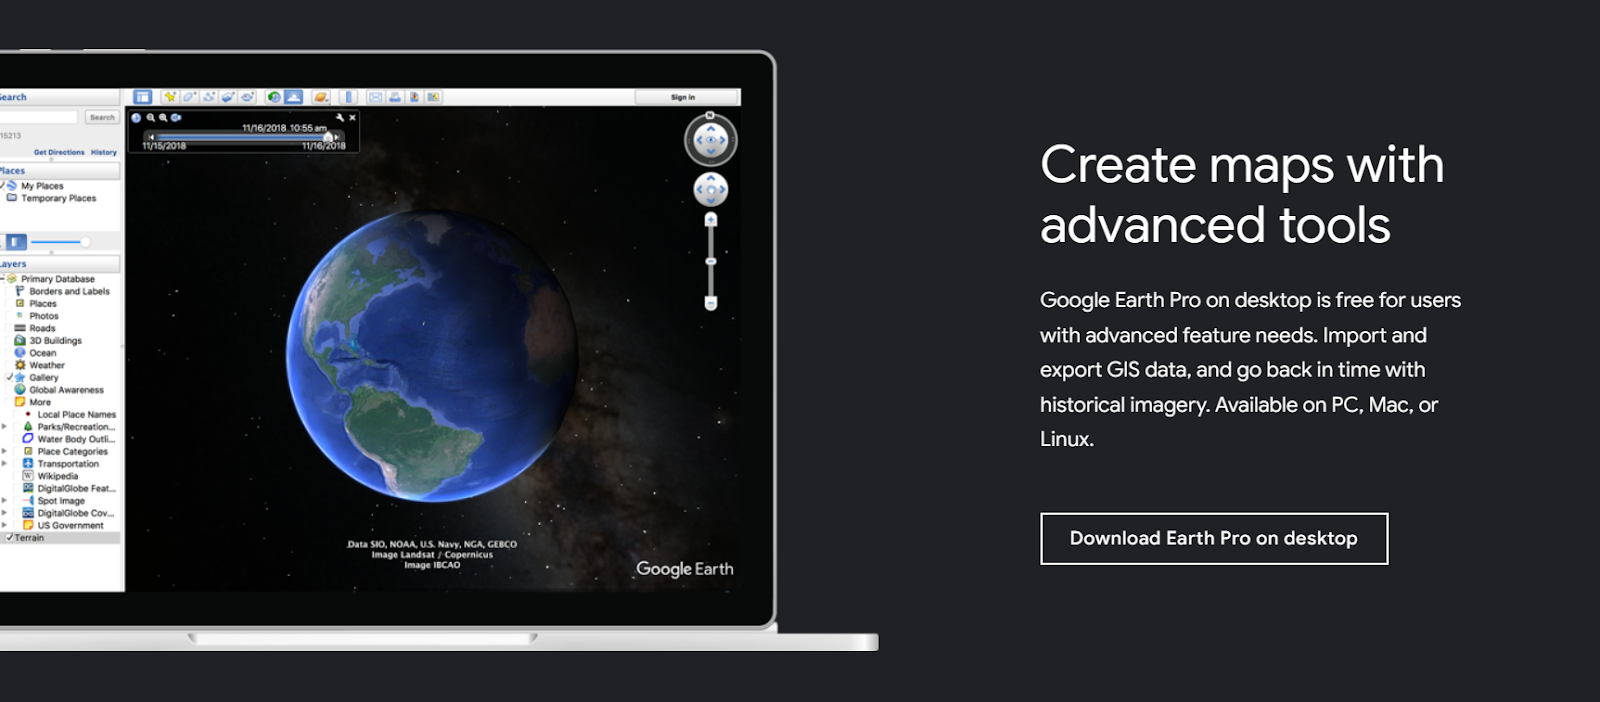 Search
Sign in
Search
15213
Get Directions History
11/16/2018 10:55 am
11/15/2018 11/16/2018
N
Places
My Places
Temporary Places
Layers
Primary Database
Borders and Labels
Places
Photos
Roads
3D Buildings
Ocean
Weather
Gallery
Global Awareness
More
Local Place Names
Parks/Recreation...
Water Body Outli...
Place Categories
Transportation
W Wikipedia
DigitalGlobe Feat...
Spot Image
DigitalGlobe Cov...
US Government
Terrain
Data SIO, NOAA, U.S. Navy, NGA, GEBCO
Image Landsat / Copernicus
Image IBCAO
Google Earth
Create maps with
advanced tools
Google Earth Pro on desktop is free for users
with advanced feature needs. Import and
export GIS data, and go back in time with
historical imagery. Available on PC, Mac, or
Linux.
Download Earth Pro on desktop